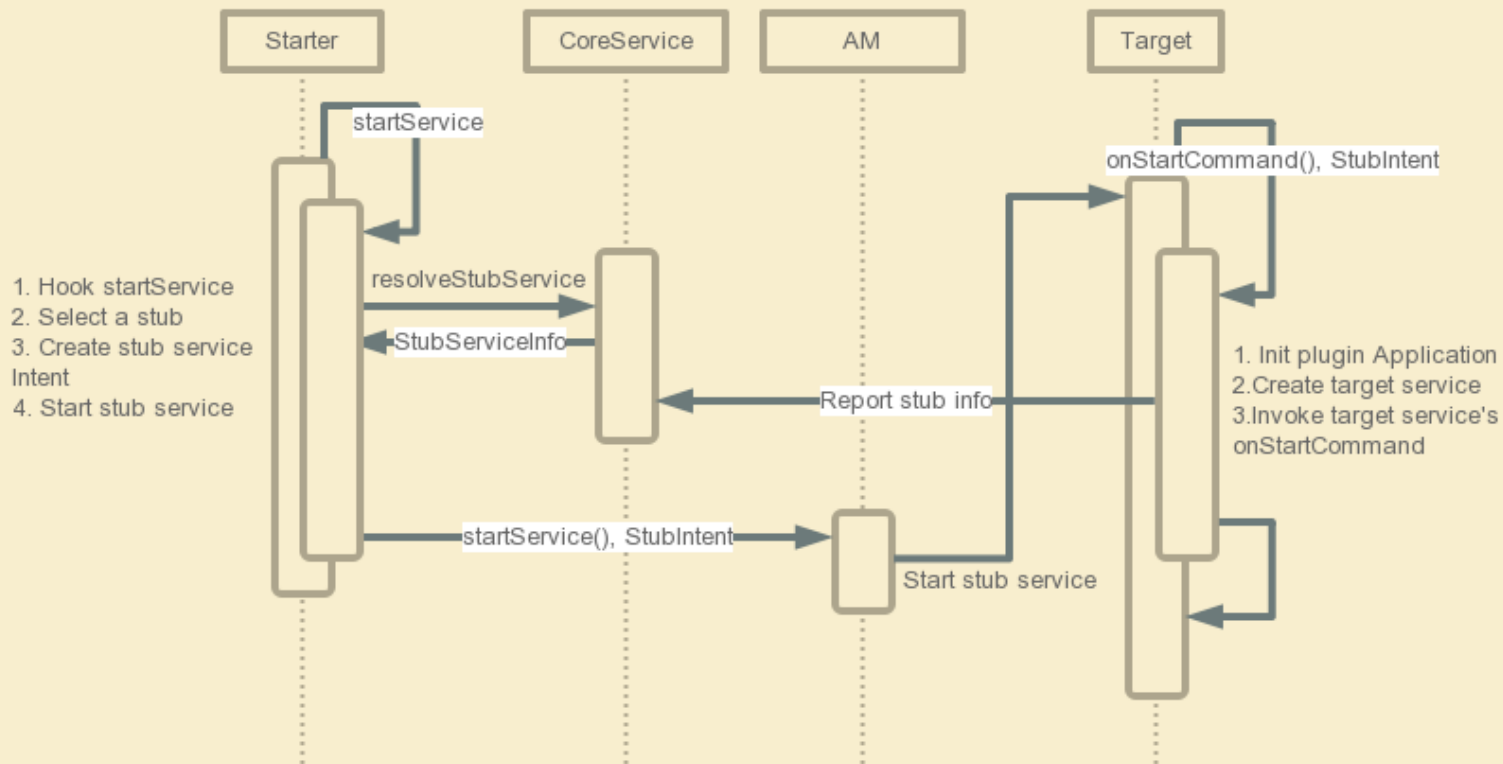 Starter
CoreService
AM
Target
startService
onStartCommand(), StubIntent
1. Hook startService
2. Select a stub
3. Create stub service
Intent
4. Start stub service
resolveStubService
StubServiceInfo
Report stub info
1. Init plugin Application
2.Create target service
3.Invoke target service's
onStartCommand
startService(), StubIntent
Start stub service